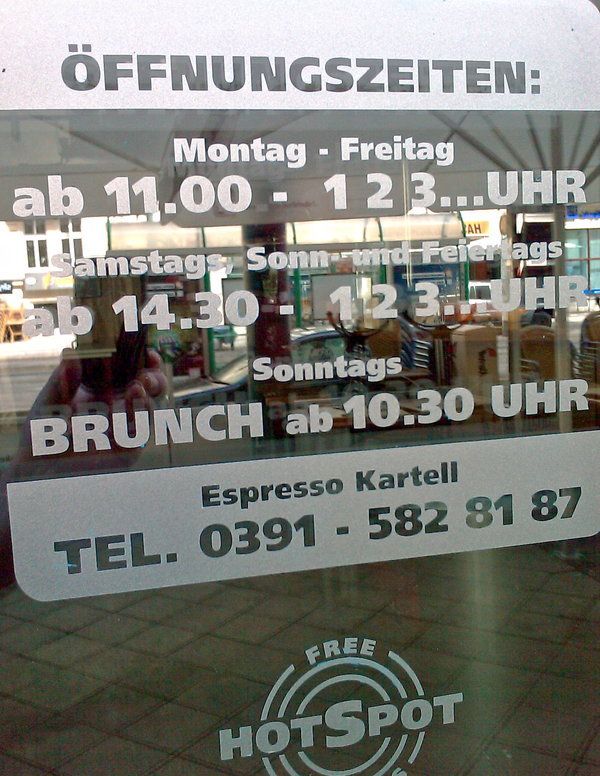 ÖFFNUNGSZEITEN:
Montag - Freitag
ab 11.00 - 1 2 3...UHR
Samstags, Sonn- und Feiertags
ab 14.30 - 1 2 3...UHR
Sonntags
BRUNCH ab 10.30 UHR
Espresso Kartell
TEL. 0391 - 582 81 87
FREE
HOTSPOT